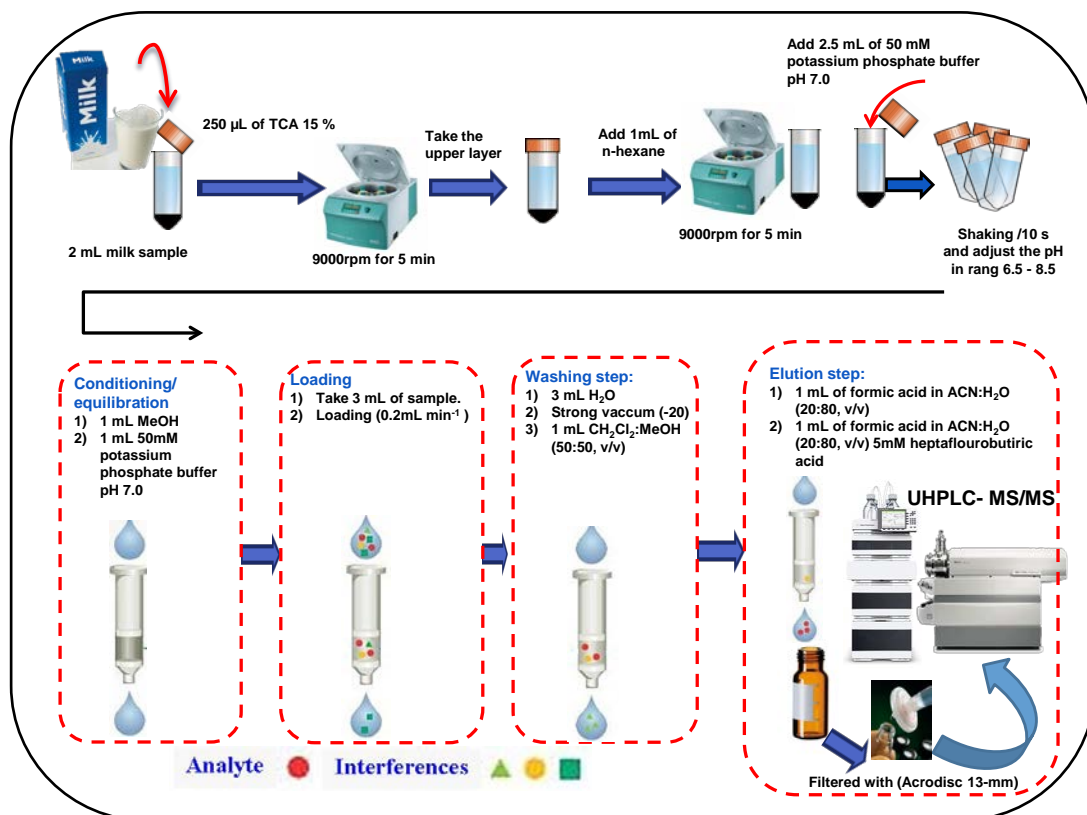 Milk
Milk
250 µL of TCA 15 %
2 mL milk sample
9000rpm for 5 min
Take the
upper layer
Add 1mL of
n-hexane
9000rpm for 5 min
Add 2.5 mL of 50 mM
potassium phosphate buffer
pH 7.0
Shaking /10 s
and adjust the pH
in rang 6.5 - 8.5
Conditioning/
equilibration
1) 1 mL MeOH
2) 1 mL 50mM
potassium
phosphate buffer
pH 7.0
Loading
1) Take 3 mL of sample.
2) Loading (0.2mL min⁻¹ )
Washing step:
1) 3 mL H₂O
2) Strong vaccum (-20)
3) 1 mL CH₂Cl₂:MeOH
(50:50, v/v)
Elution step:
1) 1 mL of formic acid in ACN:H₂O
(20:80, v/v)
2) 1 mL of formic acid in ACN:H₂O
(20:80, v/v) 5mM heptaflourobutiric
acid
UHPLC- MS/MS
Filtered with (Acrodisc 13-mm)
Analyte Interferences